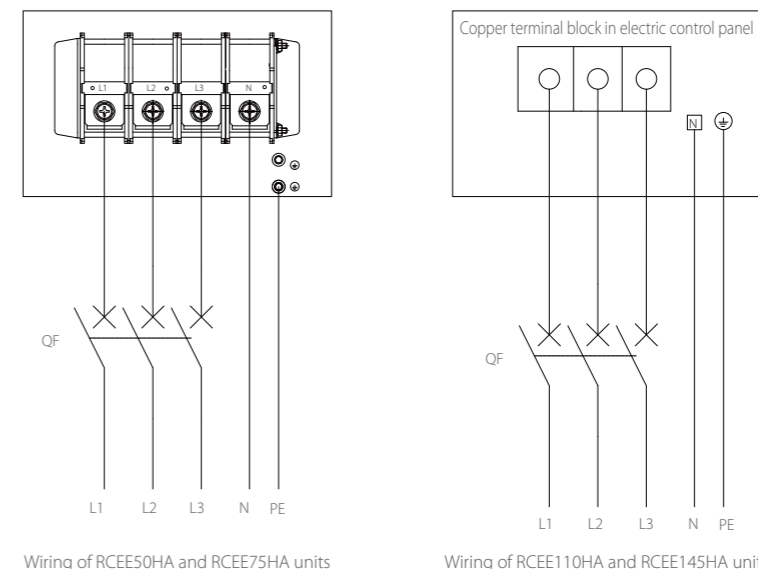 L1 L2 L3 N
QF
L1 L2 L3 N PE
Wiring of RCEE50HA and RCEE75HA units
Copper terminal block in electric control panel
N
QF
L1 L2 L3 N PE
Wiring of RCEE110HA and RCEE145HA unit